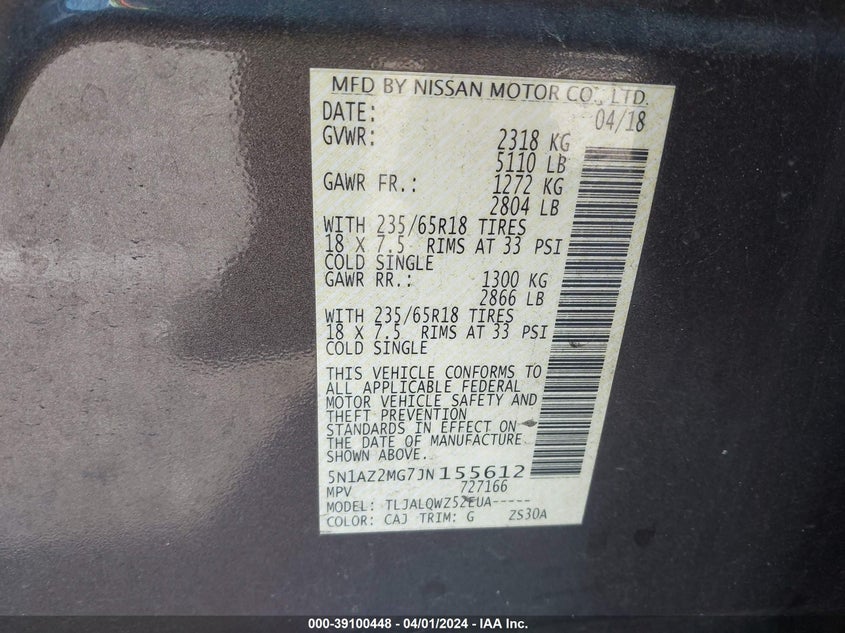 MFD BY NISSAN MOTOR CO., LTD.
DATE: 04/18
GVWR: 2318 KG
5110 LB
GAWR FR.: 1272 KG
2804 LB
WITH 235/65R18 TIRES
18 X 7.5 RIMS AT 33 PSI
COLD SINGLE
GAWR RR.: 1300 KG
2866 LB
WITH 235/65R18 TIRES
18 X 7.5 RIMS AT 33 PSI
COLD SINGLE
THIS VEHICLE CONFORMS TO
ALL APPLICABLE FEDERAL
MOTOR VEHICLE SAFETY AND
THEFT PREVENTION
STANDARDS IN EFFECT ON
THE DATE OF MANUFACTURE
SHOWN ABOVE.
5N1AZ2MG7JN155612
MPV 727166
MODEL: TLJALQWZ5ZEUA-----
COLOR: CAJ TRIM: G ZS30A
000-39100448 - 04/01/2024 - IAA Inc.